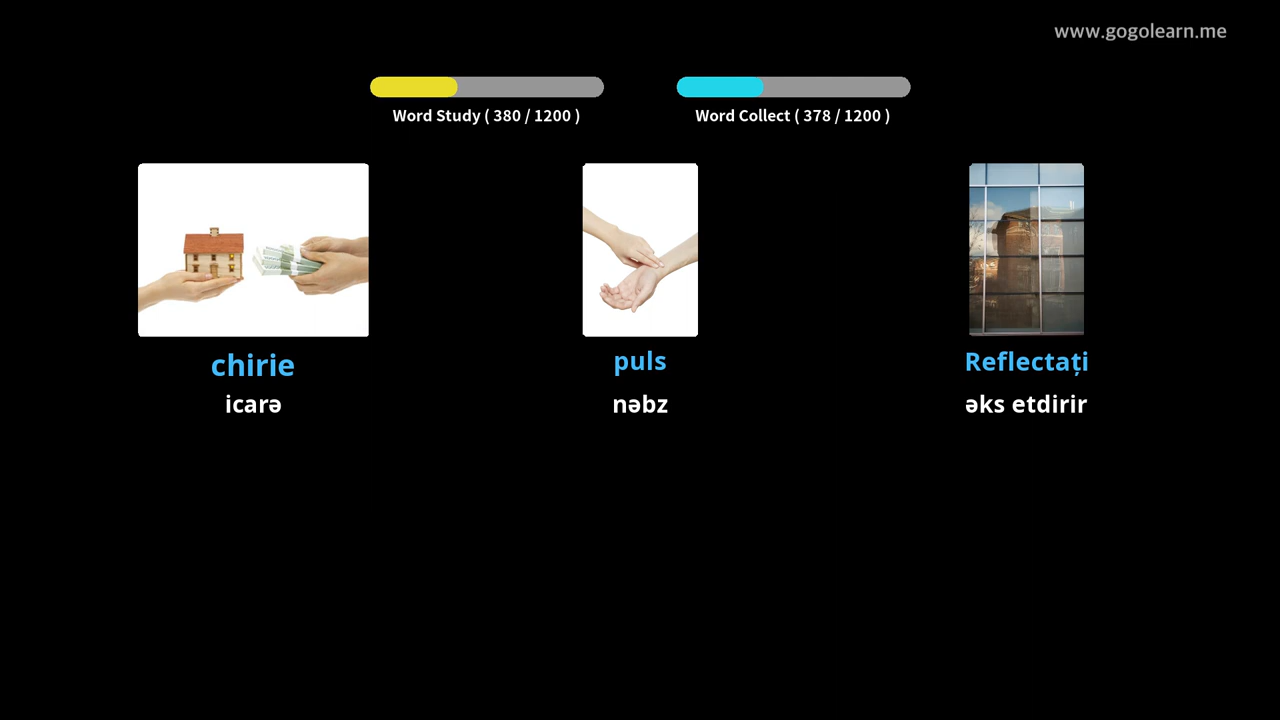 www.gogolearn.me
Word Study ( 380 / 1200 )
Word Collect ( 378 / 1200 )
chirie
puls
Reflectați
icarə
nəbz
əks etdirir